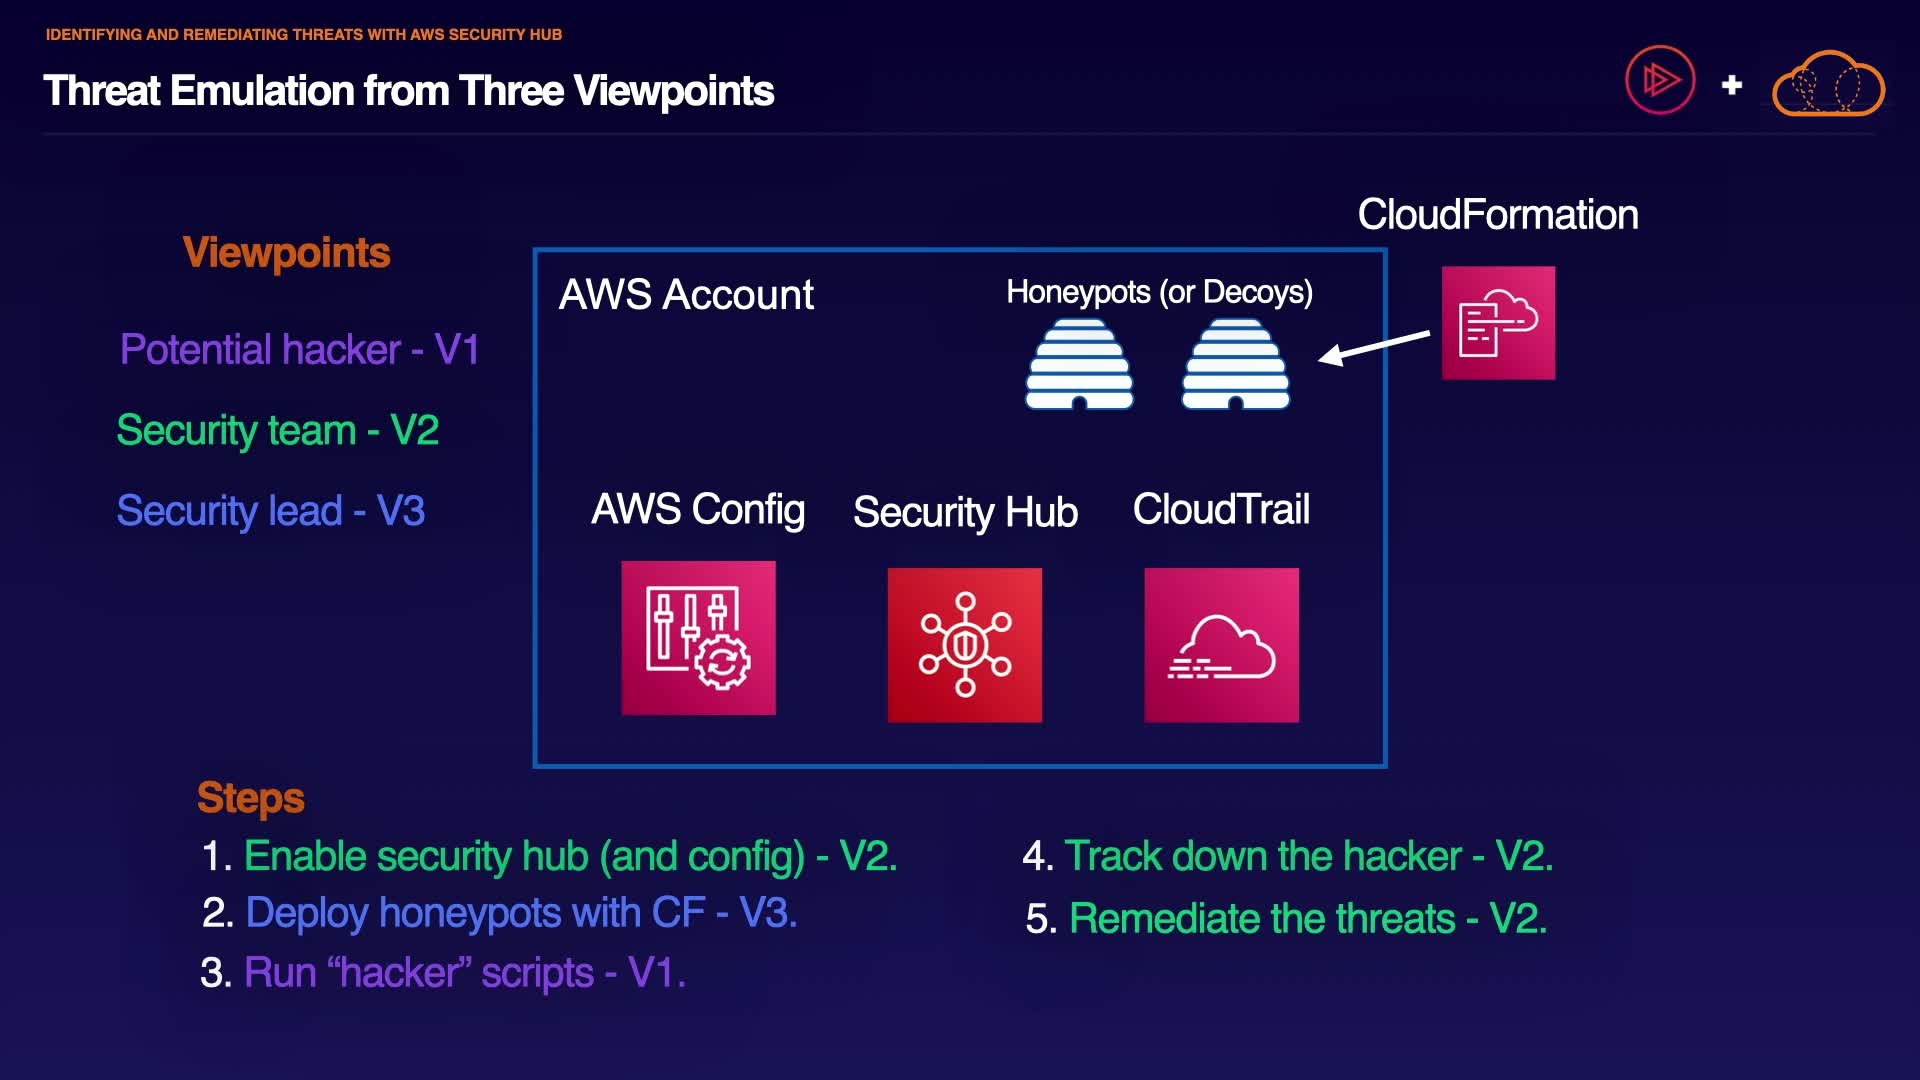 IDENTIFYING AND REMEDIATING THREATS WITH AWS SECURITY HUB
Threat Emulation from Three Viewpoints
CloudFormation
Viewpoints
Potential hacker - V1
Security team - V2
Security lead - V3
AWS Account
Honeypots (or Decoys)
AWS Config
Security Hub
CloudTrail
Steps
1. Enable security hub (and config) - V2.
2. Deploy honeypots with CF - V3.
3. Run “hacker” scripts - V1.
4. Track down the hacker - V2.
5. Remediate the threats - V2.